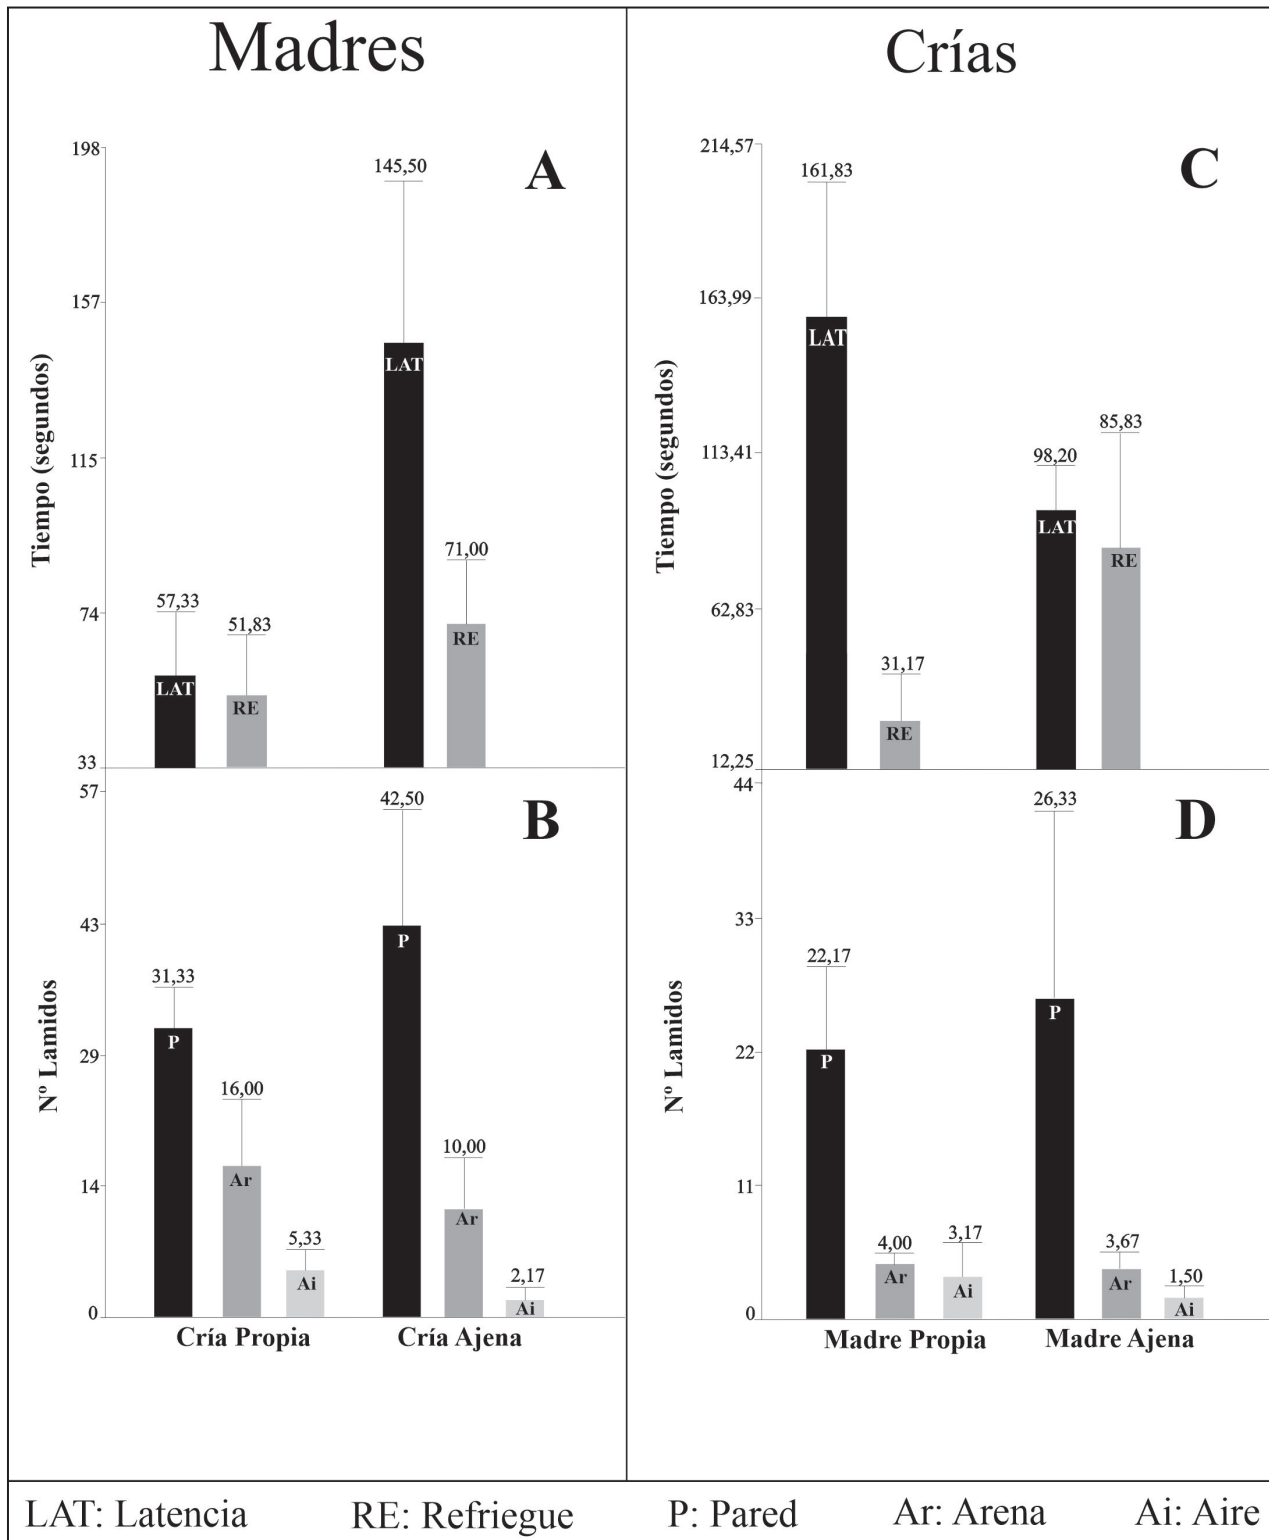 Madres
Crías
A
198
157
115
74
33
Tiempo (segundos)
57,33
LAT
51,83
RE
145,50
LAT
71,00
RE
C
214,57
163,99
113,41
62,83
12,25
Tiempo (segundos)
161,83
LAT
31,17
RE
98,20
LAT
85,83
RE
B
57
43
29
14
0
Nº Lamidos
31,33
P
16,00
Ar
5,33
Ai
42,50
P
10,00
Ar
2,17
Ai
Cría Propia
Cría Ajena
D
44
33
22
11
0
Nº Lamidos
22,17
P
4,00
Ar
3,17
Ai
26,33
P
3,67
Ar
1,50
Ai
Madre Propia
Madre Ajena
LAT: Latencia
RE: Refriegue
P: Pared
Ar: Arena
Ai: Aire